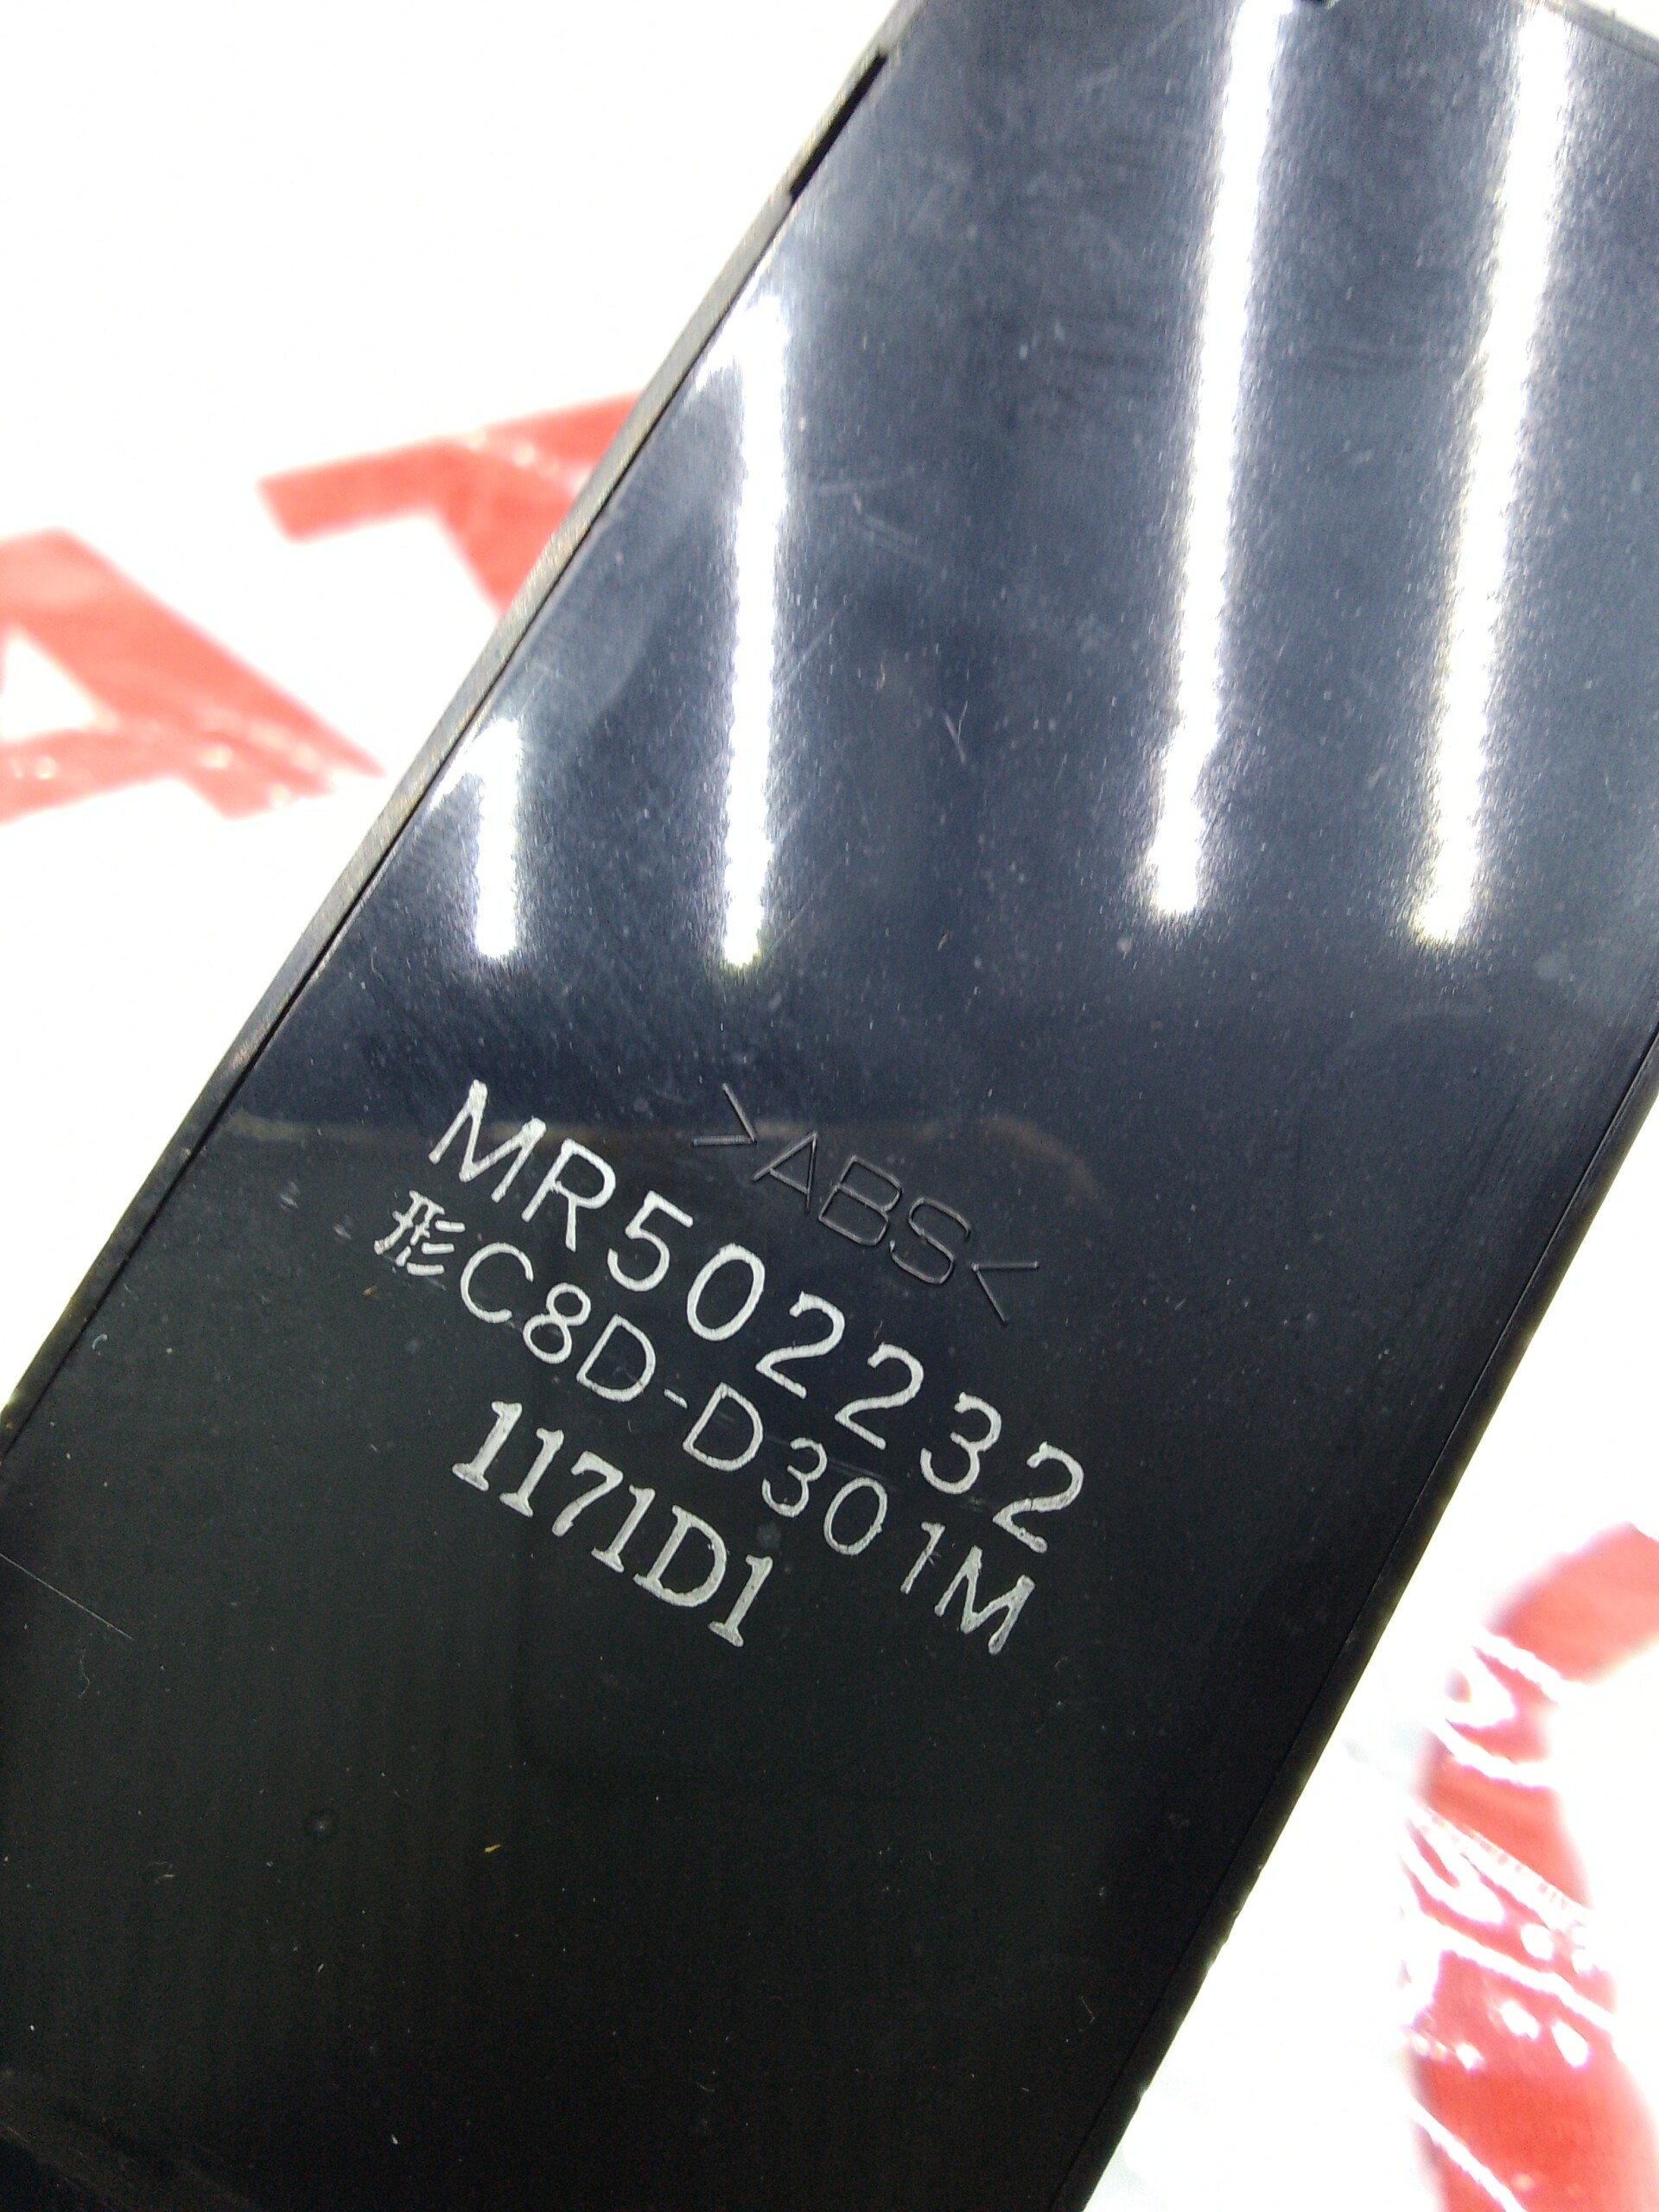 >ABS<
MR502232
形C8D-D301M
1171D1